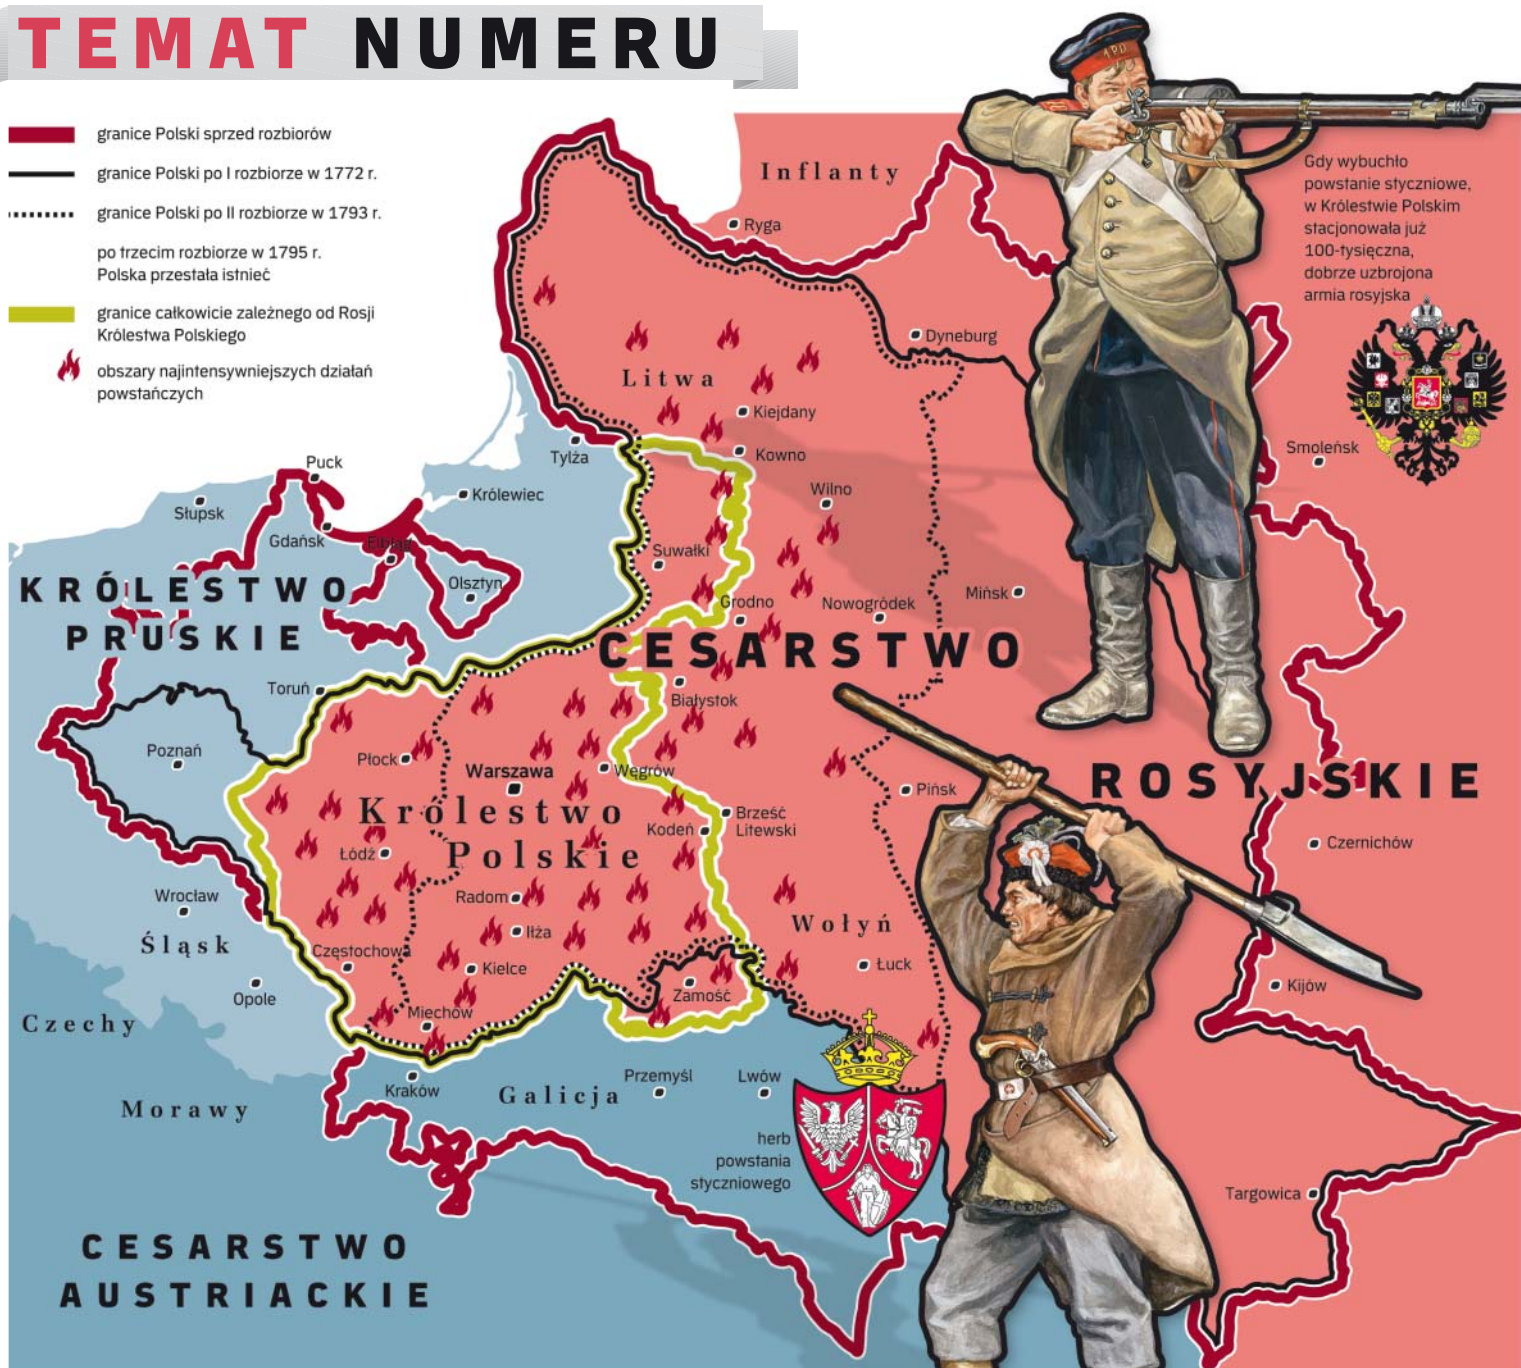 TEMAT NUMERU
granice Polski sprzed rozbiorów
granice Polski po I rozbiorze w 1772 r.
granice Polski po II rozbiorze w 1793 r.
po trzecim rozbiorze w 1795 r.
Polska przestała istnieć
granice całkowicie zależnego od Rosji
Królestwa Polskiego
obszary najintensywniejszych działań
powstańczych
Gdy wybuchło
powstanie styczniowe,
w Królestwie Polskim
stacjonowała już
100-tysięczna,
dobrze uzbrojona
armia rosyjska
Inflanty
Ryga
Dyneburg
Litwa
Kiejdany
Kowno
Tylża
Wilno
Smoleńsk
Puck
Królewiec
Słupsk
Gdańsk
Elbląg
Suwałki
Olsztyn
KRÓLESTWO
PRUSKIE
Grodno
Nowogródek
Mińsk
CESARSTWO
Toruń
Białystok
Poznań
Płock
Warszawa
Węgrów
ROSYJSKIE
Pińsk
Królestwo
Polskie
Kodeń
Brześć
Litewski
Łódź
Czernichów
Wrocław
Radom
Iłża
Wołyń
Śląsk
Częstochowa
Kielce
Łuck
Opole
Zamość
Kijów
Miechów
Czechy
Kraków
Galicja
Przemyśl
Lwów
Morawy
herb
powstania
styczniowego
Targowica
CESARSTWO
AUSTRIACKIE